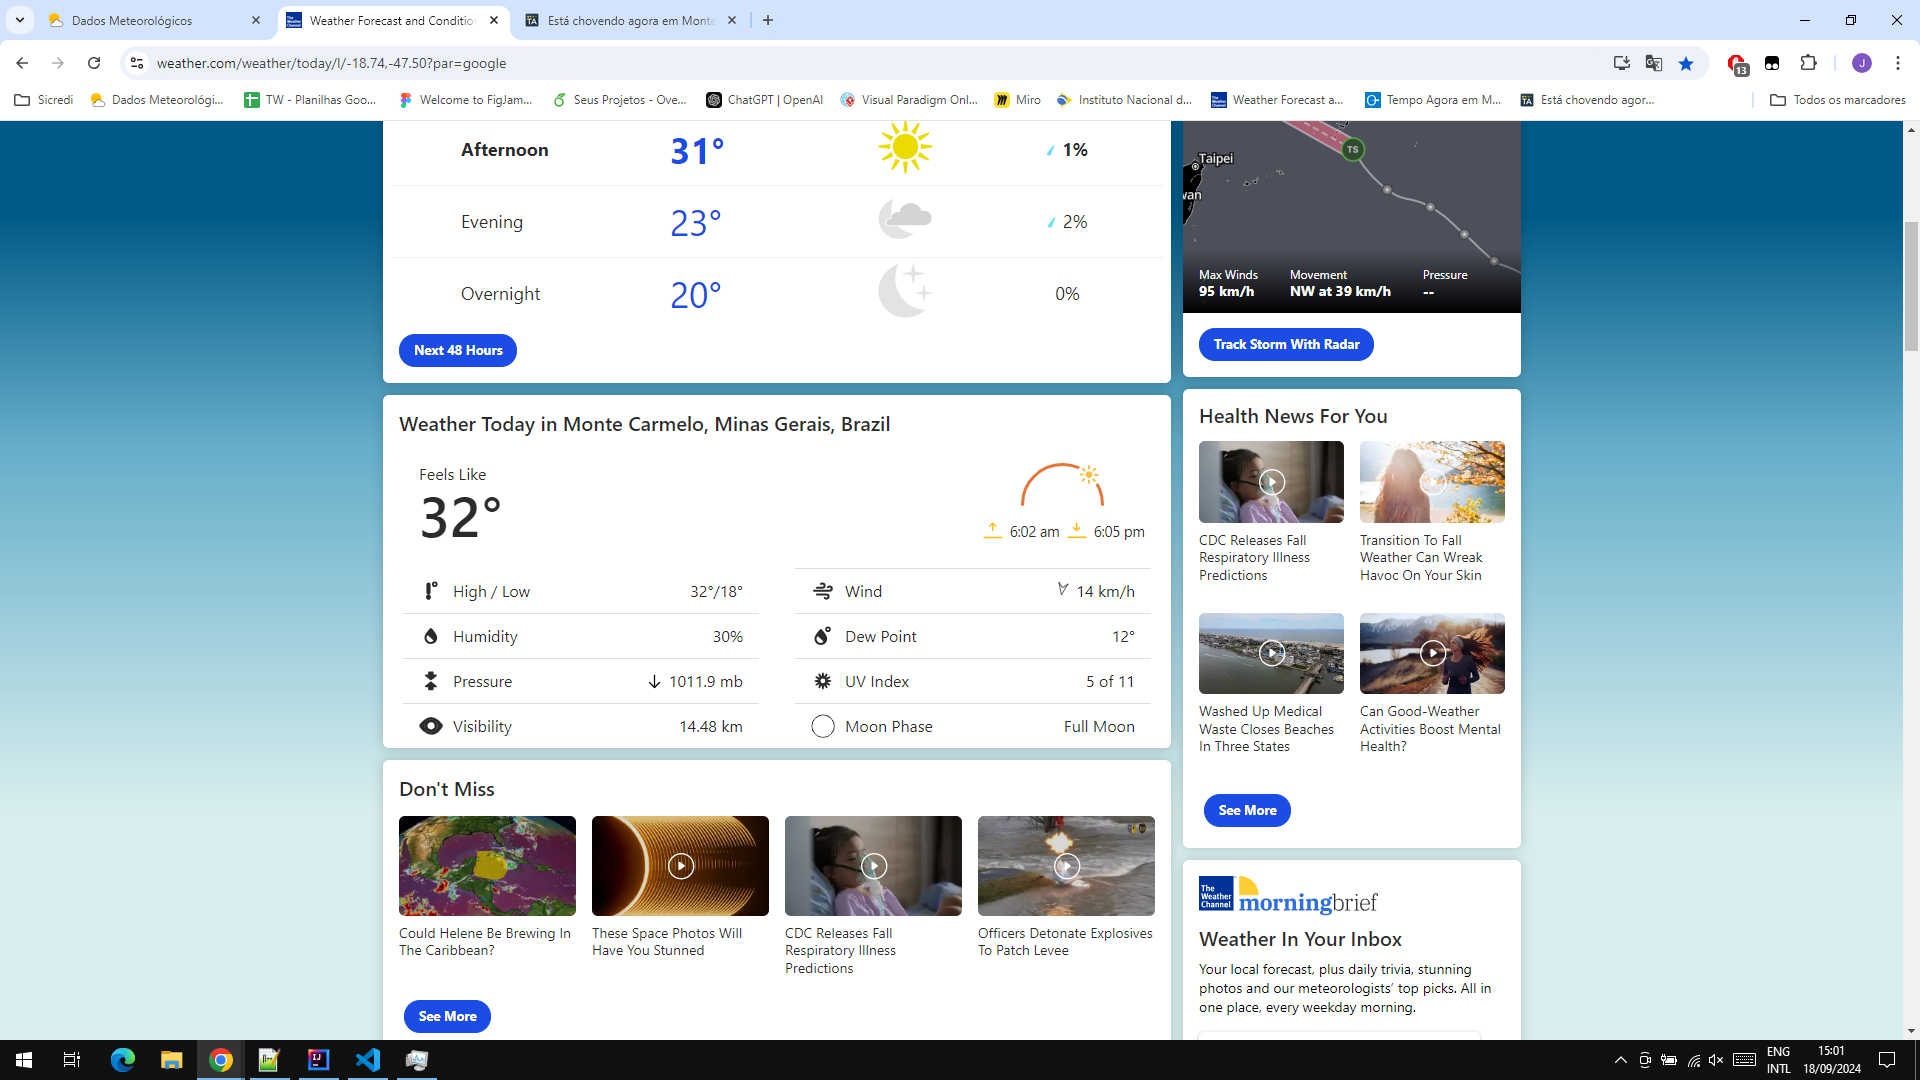 Dados Meteorológicos
Weather Forecast and Conditio
Está chovendo agora em Monte
weather.com/weather/today/l/-18.74,-47.50?par=google
13
J
Sicredi
Dados Meteorológi...
TW - Planilhas Goo...
Welcome to FigJam...
Seus Projetos - Ove...
ChatGPT | OpenAI
Visual Paradigm Onl...
Miro
Instituto Nacional d...
Weather Forecast a...
Tempo Agora em M...
Está chovendo agor...
Todos os marcadores
Afternoon 31° 1%
Evening 23° 2%
Overnight 20° 0%
Next 48 Hours
TS
Taipei
wan
Max Winds Movement Pressure
95 km/h NW at 39 km/h --
Track Storm With Radar
Weather Today in Monte Carmelo, Minas Gerais, Brazil
Feels Like
32°
6:02 am 6:05 pm
High / Low 32°/18°
Wind 14 km/h
Humidity 30%
Dew Point 12°
Pressure 1011.9 mb
UV Index 5 of 11
Visibility 14.48 km
Moon Phase Full Moon
Health News For You
CDC Releases Fall
Respiratory Illness
Predictions
Transition To Fall
Weather Can Wreak
Havoc On Your Skin
Washed Up Medical
Waste Closes Beaches
In Three States
Can Good-Weather
Activities Boost Mental
Health?
See More
Don't Miss
Could Helene Be Brewing In
The Caribbean?
These Space Photos Will
Have You Stunned
CDC Releases Fall
Respiratory Illness
Predictions
Officers Detonate Explosives
To Patch Levee
See More
The
Weather
Channel
morningbrief
Weather In Your Inbox
Your local forecast, plus daily trivia, stunning
photos and our meteorologists’ top picks. All in
one place, every weekday morning.
ENG
INTL
15:01
18/09/2024